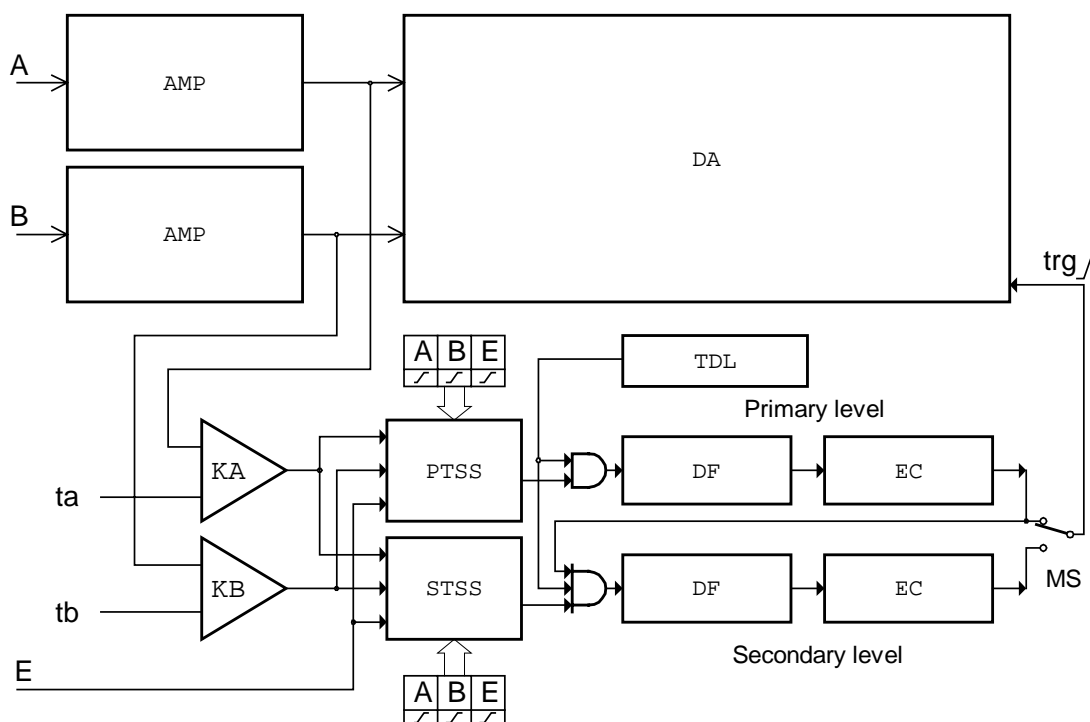 A
AMP
DA
B
AMP
trg
A B E
TDL
Primary level
KA
PTSS
DF
EC
ta
KB
STSS
DF
EC
MS
tb
Secondary level
E
A B E